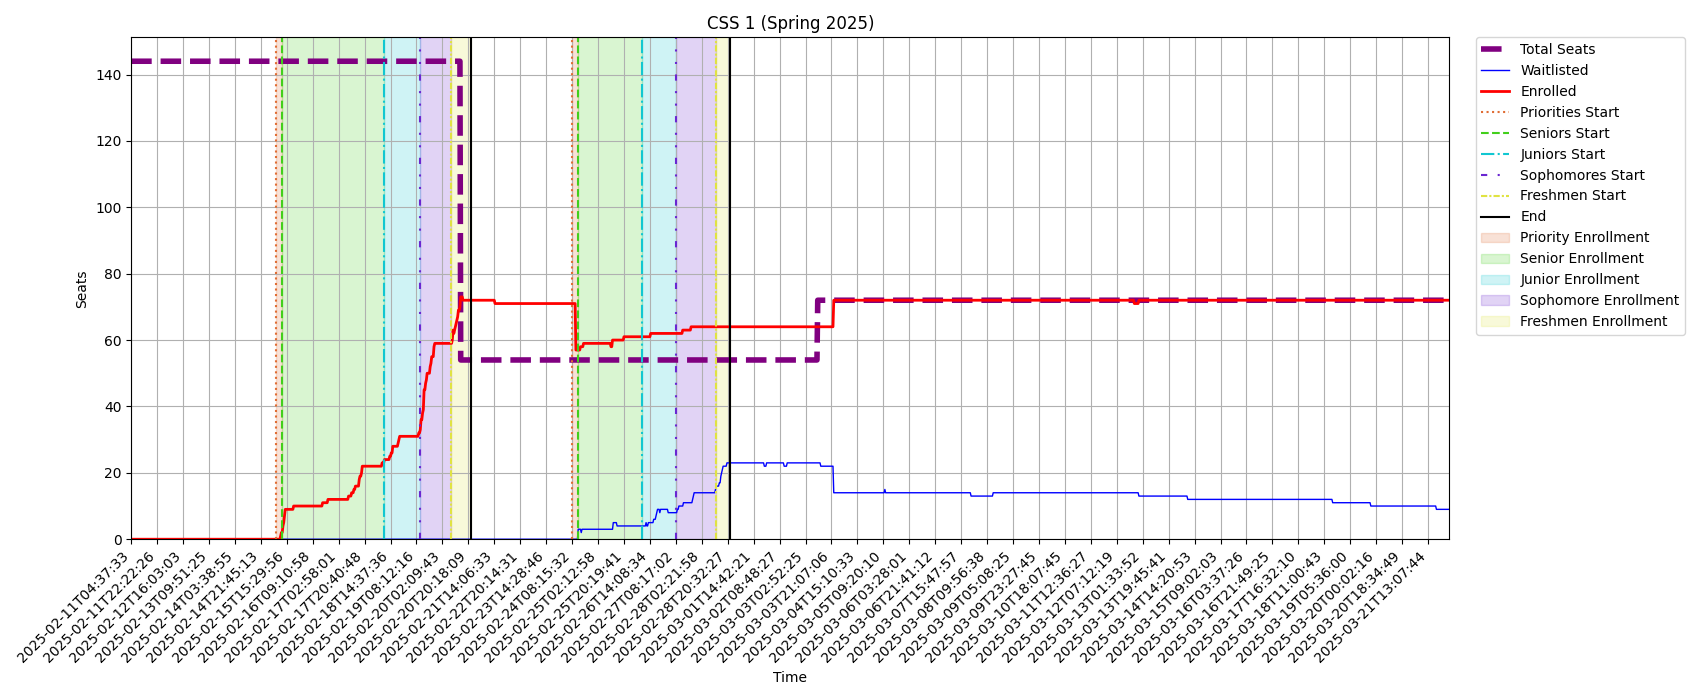 CSS 1 (Spring 2025)
Seats
140
120
100
80
60
40
20
0
2025-02-11T04:37:33
2025-02-11T22:22:26
2025-02-12T16:03:03
2025-02-13T09:51:25
2025-02-14T03:38:55
2025-02-14T21:45:13
2025-02-15T15:29:56
2025-02-16T09:10:58
2025-02-17T02:58:01
2025-02-17T20:40:48
2025-02-18T14:37:36
2025-02-19T08:12:16
2025-02-20T02:09:43
2025-02-20T20:18:09
2025-02-21T14:06:33
2025-02-22T20:14:31
2025-02-23T14:28:46
2025-02-24T08:15:32
2025-02-25T02:12:58
2025-02-25T20:19:41
2025-02-26T14:08:34
2025-02-27T08:17:02
2025-02-28T02:21:58
2025-02-28T20:32:27
2025-03-01T14:42:21
2025-03-02T08:48:27
2025-03-03T02:52:25
2025-03-03T21:07:06
2025-03-04T15:10:33
2025-03-05T09:20:10
2025-03-06T03:28:01
2025-03-06T21:41:12
2025-03-07T15:47:57
2025-03-08T09:56:38
2025-03-09T05:08:25
2025-03-09T23:27:45
2025-03-10T18:07:45
2025-03-11T12:36:27
2025-03-12T07:12:19
2025-03-13T01:33:52
2025-03-13T19:45:41
2025-03-14T14:20:53
2025-03-15T09:02:03
2025-03-16T03:37:26
2025-03-16T21:49:25
2025-03-17T16:32:10
2025-03-18T11:00:43
2025-03-19T05:36:00
2025-03-20T00:02:16
2025-03-20T18:34:49
2025-03-21T13:07:44
Time
Total Seats
Waitlisted
Enrolled
Priorities Start
Seniors Start
Juniors Start
Sophomores Start
Freshmen Start
End
Priority Enrollment
Senior Enrollment
Junior Enrollment
Sophomore Enrollment
Freshmen Enrollment